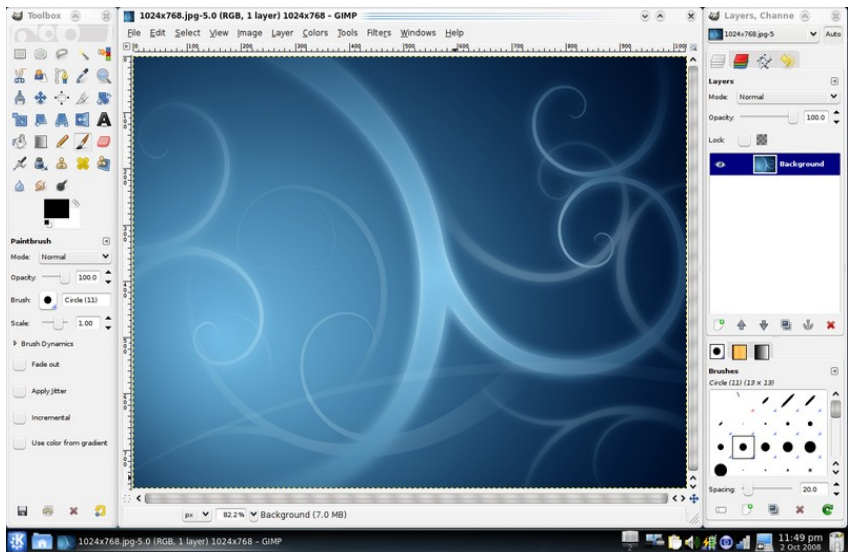 Toolbox
1024x768.jpg-5.0 (RGB, 1 layer) 1024x768 – GIMP
Layers, Channe
File Edit Select View Image Layer Colors Tools Filters Windows Help
1024x768.jpg-5 Auto
Layers
Mode: Normal
Opacity: 100.0
Lock:
Background
Paintbrush
Mode: Normal
Opacity: 100.0
Brush: Circle (11)
Scale: 1.00
Brush Dynamics
Fade out
Apply Jitter
Incremental
Use color from gradient
Brushes
Circle (11) (13 x 13)
Spacing: 20.0
px 82.2% Background (7.0 MB)
1024x768.jpg-5.0 (RGB, 1 layer) 1024x768 – GIMP
11:49 pm
2 Oct 2008